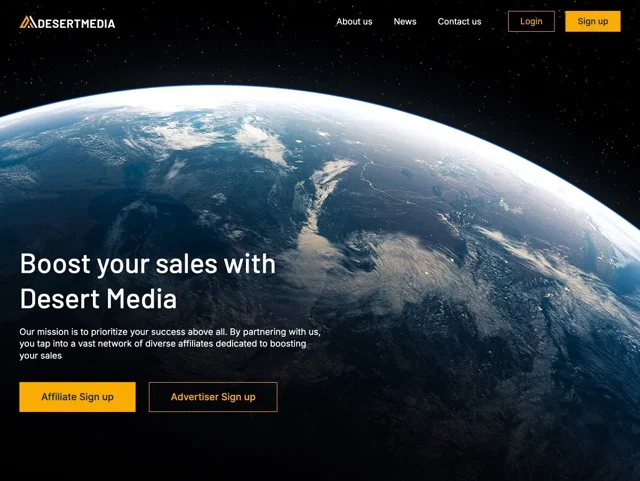 DESERTMEDIA
About us
News
Contact us
Login
Sign up
Boost your sales with
Desert Media
Our mission is to prioritize your success above all. By partnering with us,
you tap into a vast network of diverse affiliates dedicated to boosting
your sales
Affiliate Sign up
Advertiser Sign up